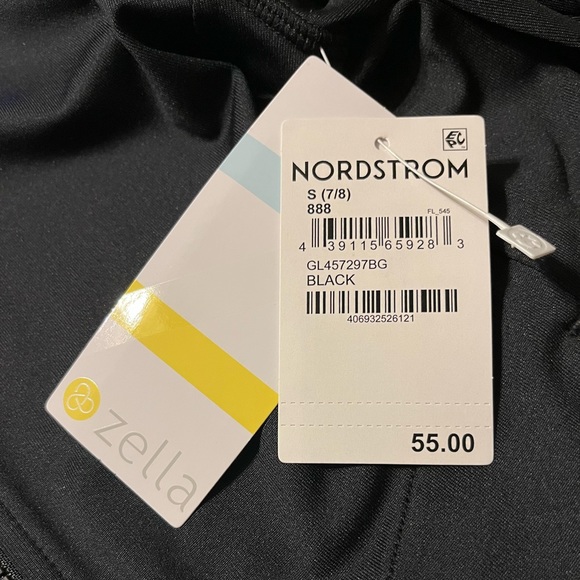 NORDSTROM
S (7/8)
888
FL_545
4 39115 65928 3
GL457297BG
BLACK
406932526121
55.00
zella